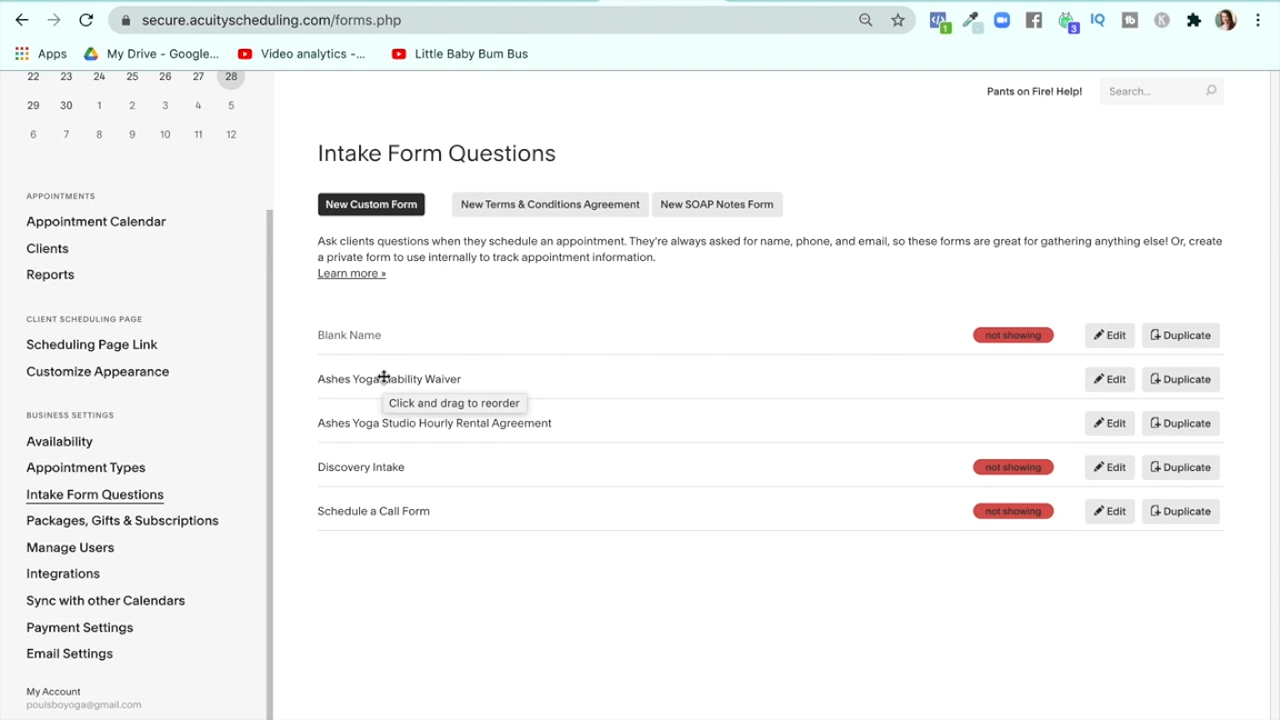 secure.acuityscheduling.com/forms.php
1
3
IQ
K
Apps
My Drive - Google...
Video analytics -...
Little Baby Bum Bus
22 23 24 25 26 27 28
29 30 1 2 3 4 5
6 7 8 9 10 11 12
APPOINTMENTS
Appointment Calendar
Clients
Reports
CLIENT SCHEDULING PAGE
Scheduling Page Link
Customize Appearance
BUSINESS SETTINGS
Availability
Appointment Types
Intake Form Questions
Packages, Gifts & Subscriptions
Manage Users
Integrations
Sync with other Calendars
Payment Settings
Email Settings
My Account
poulsboyoga@gmail.com
Pants on Fire! Help!
Search...
Intake Form Questions
New Custom Form
New Terms & Conditions Agreement
New SOAP Notes Form
Ask clients questions when they schedule an appointment. They're always asked for name, phone, and email, so these forms are great for gathering anything else! Or, create
a private form to use internally to track appointment information.
Learn more »
Blank Name not showing Edit Duplicate
Ashes Yoga Liability Waiver Edit Duplicate
Click and drag to reorder
Ashes Yoga Studio Hourly Rental Agreement Edit Duplicate
Discovery Intake not showing Edit Duplicate
Schedule a Call Form not showing Edit Duplicate